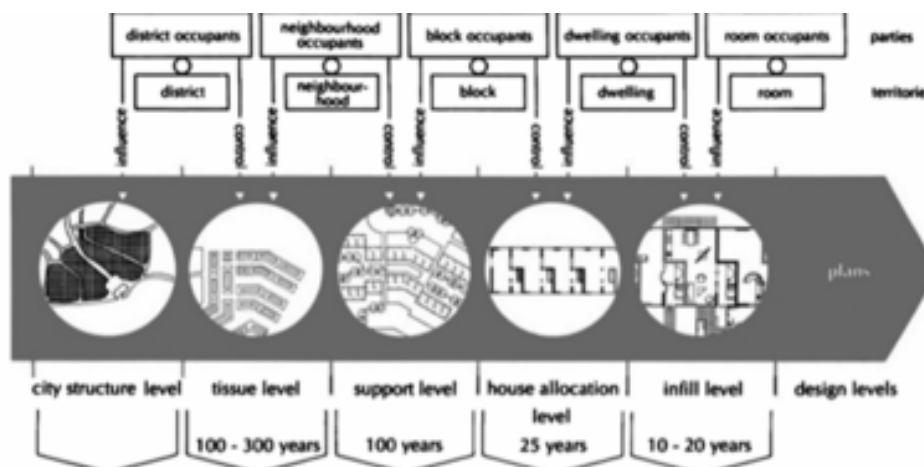 district occupants
neighbourhood
occupants
block occupants
dwelling occupants
room occupants
parties
district
neighbour-
hood
block
dwelling
room
territorie
influence
control
influence
control
influence
control
influence
control
influence
plans
city structure level
tissue level
support level
house allocation
level
infill level
design levels
100 - 300 years
100 years
25 years
10 - 20 years